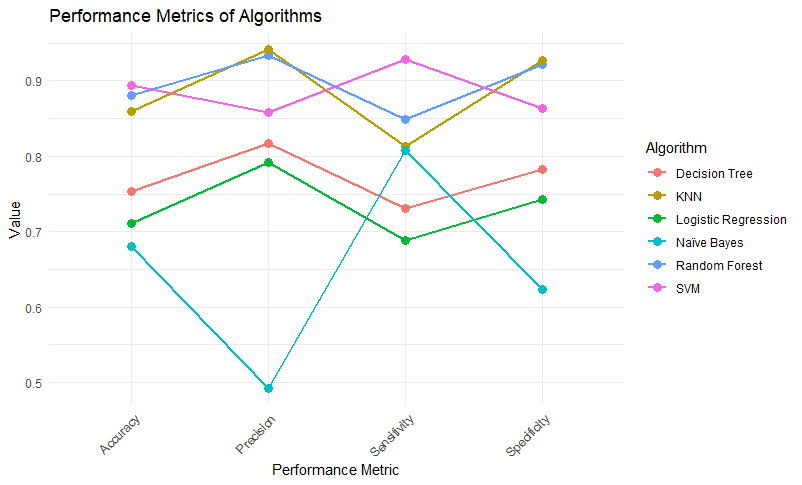 Performance Metrics of Algorithms
Value
0.9
0.8
0.7
0.6
0.5
Accuracy
Precision
Sensitivity
Specificity
Performance Metric
Algorithm
Decision Tree
KNN
Logistic Regression
Naïve Bayes
Random Forest
SVM